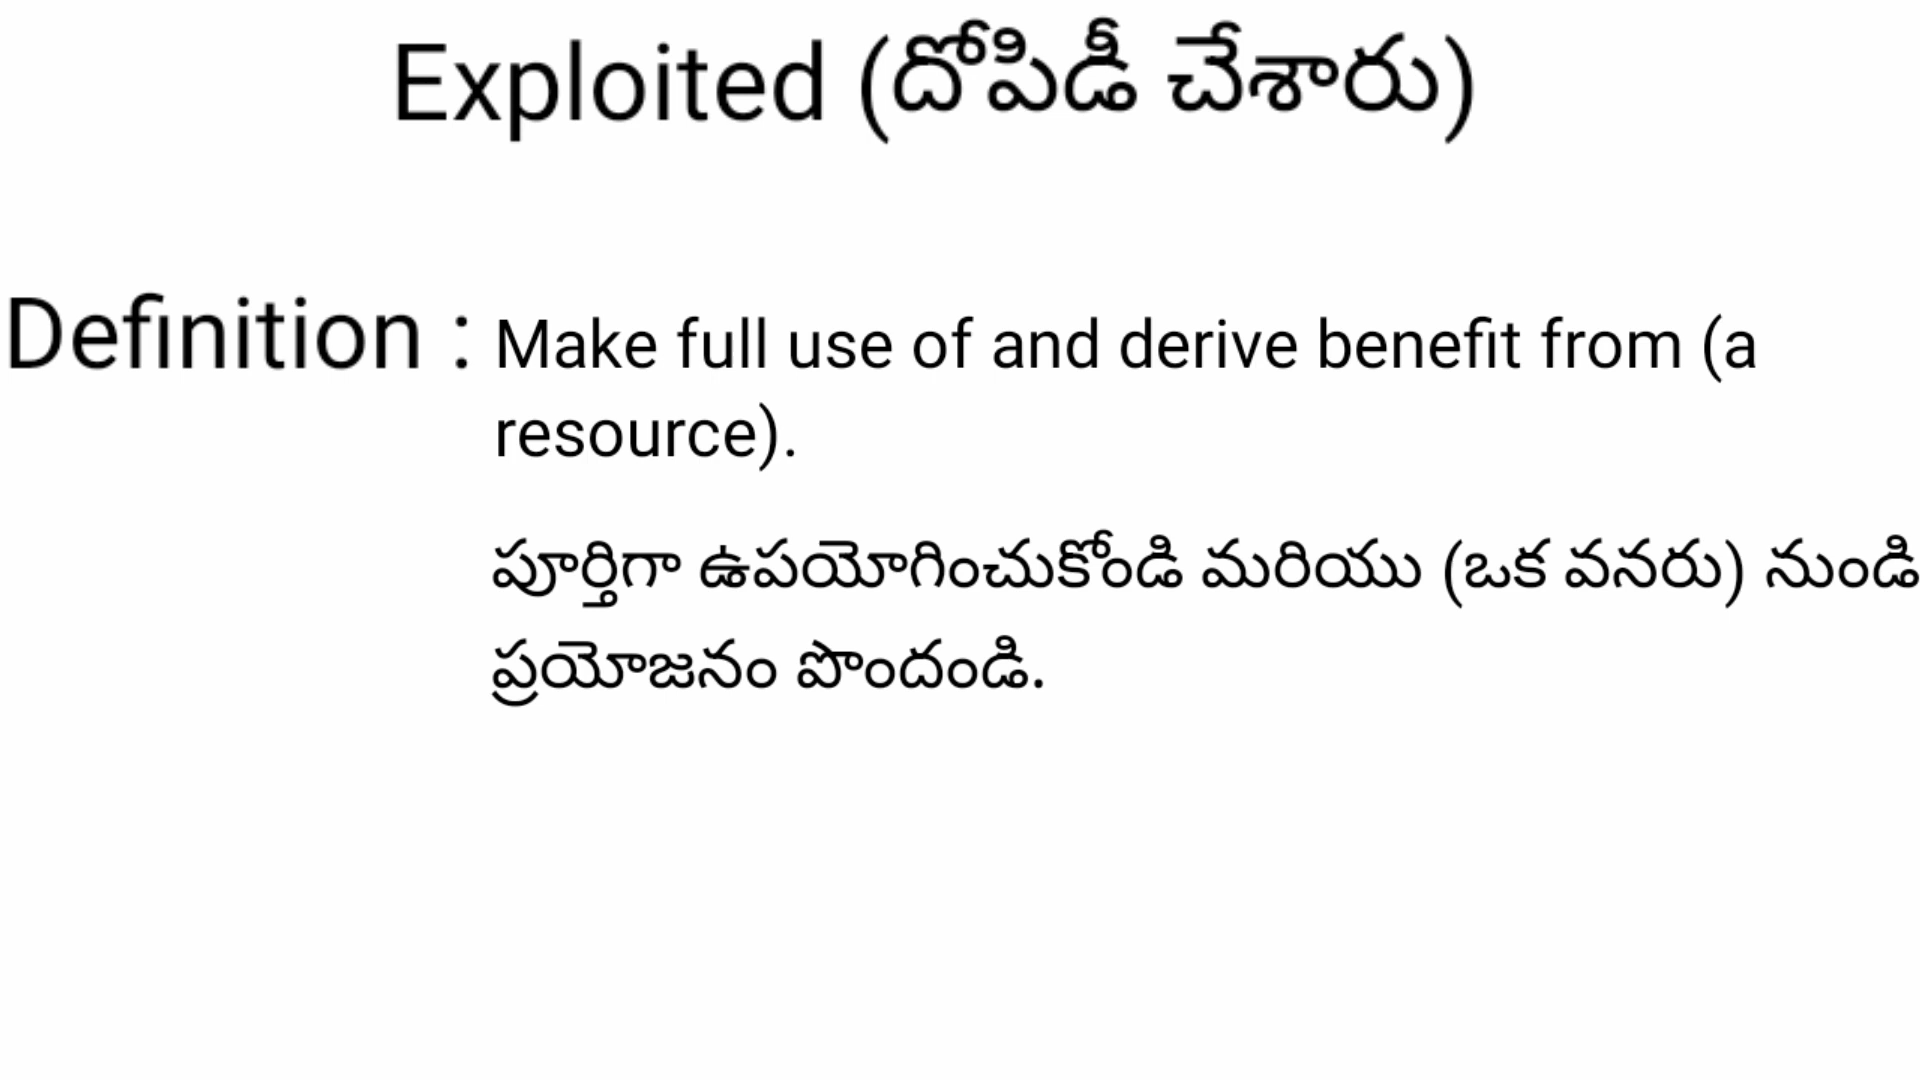 Exploited (దోపిడీ చేశారు)
Definition : Make full use of and derive benefit from (a
resource).
పూర్తిగా ఉపయోగించుకోండి మరియు (ఒక వనరు) నుండి
ప్రయోజనం పొందండి.